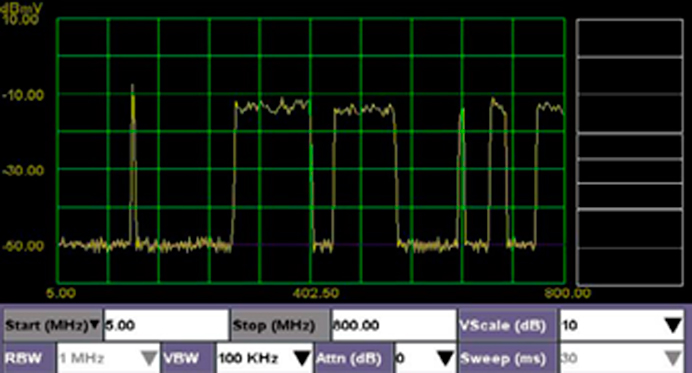 dBmV
10.00
-10.00
-30.00
-50.00
5.00 402.50 800.00
Start (MHz)▼ 5.00 Stop (MHz) 800.00 VScale (dB) 10 ▼
RBW 1 MHz ▼ VBW 100 KHz ▼ Attn (dB) 0 ▼ Sweep (ms) 30 ▼